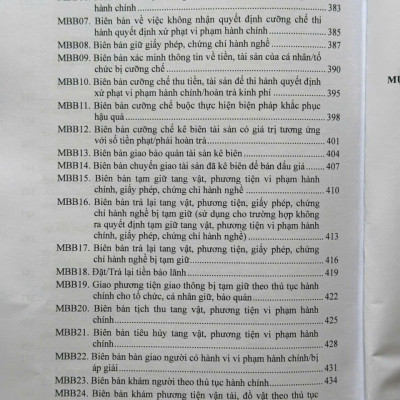 hành chính ........ 383
MBB07. Biên bản về việc không nhận quyết định cưỡng chế thi
hành quyết định xử phạt vi phạm hành chính ........ 385
MBB08. Biên bản giữ giấy phép, chứng chỉ hành nghề ........ 387
MBB09. Biên bản xác minh thông tin về tiền, tài sản của cá nhân/tổ
chức bị cưỡng chế ........ 390
MBB10. Biên bản cưỡng chế thu tiền, tài sản để thi hành quyết định
xử phạt vi phạm hành chính/hoàn trả kinh phí ........ 395
MBB11. Biên bản cưỡng chế buộc thực hiện biện pháp khắc phục
hậu quả ........ 398
MBB12. Biên bản cưỡng chế kê biên tài sản có giá trị tương ứng
với số tiền phạt/phải hoàn trả ........ 401
MBB13. Biên bản giao bảo quản tài sản kê biên ........ 404
MBB14. Biên bản chuyển giao tài sản đã kê biên để bán đấu giá ........ 407
MBB15. Biên bản tạm giữ tang vật, phương tiện vi phạm hành
chính, giấy phép, chứng chỉ hành nghề ........ 410
MBB16. Biên bản trả lại tang vật, phương tiện, giấy phép, chứng
chỉ hành nghề bị tạm giữ (sử dụng cho trường hợp không
ra quyết định tạm giữ tang vật, phương tiện vi phạm hành
chính, giấy phép, chứng chỉ hành nghề) ........ 413
MBB17. Biên bản trả lại tang vật, phương tiện, giấy phép, chứng
chỉ hành nghề bị tạm giữ ........ 416
MBB18. Đặt/Trả lại tiền bảo lãnh ........ 419
MBB19. Giao phương tiện giao thông bị tạm giữ theo thủ tục hành
chính cho tổ chức, cá nhân giữ, bảo quản ........ 422
MBB20. Biên bản tịch thu tang vật, phương tiện vi phạm hành
chính ........ 425
MBB21. Biên bản tiêu hủy tang vật, phương tiện vi phạm hành
chính ........ 428
MBB22. Biên bản bàn giao người có hành vi vi phạm hành chính/bị
áp giải ........ 431
MBB23. Biên bản khám người theo thủ tục hành chính ........ 434
MBB24. Biên bản khám phương tiện vận tải, đồ vật theo thủ tục
MU